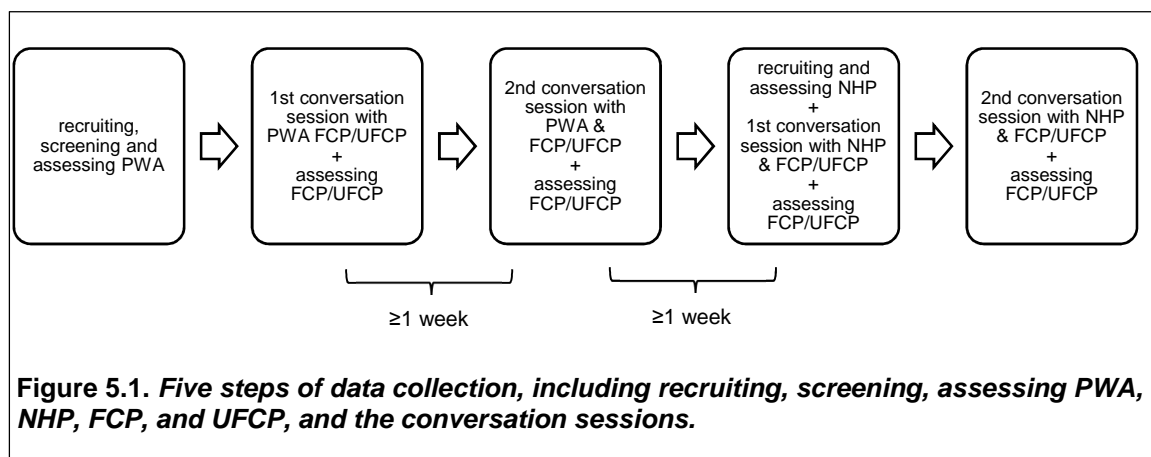 recruiting,
screening and
assessing PWA
1st conversation
session with
PWA FCP/UFCP
+
assessing
FCP/UFCP
2nd conversation
session with
PWA &
FCP/UFCP
+
assessing
FCP/UFCP
recruiting and
assessing NHP
+
1st conversation
session with NHP
& FCP/UFCP
+
assessing
FCP/UFCP
2nd conversation
session with NHP
& FCP/UFCP
+
assessing
FCP/UFCP
≥1 week
≥1 week
Figure 5.1. Five steps of data collection, including recruiting, screening, assessing PWA,
NHP, FCP, and UFCP, and the conversation sessions.